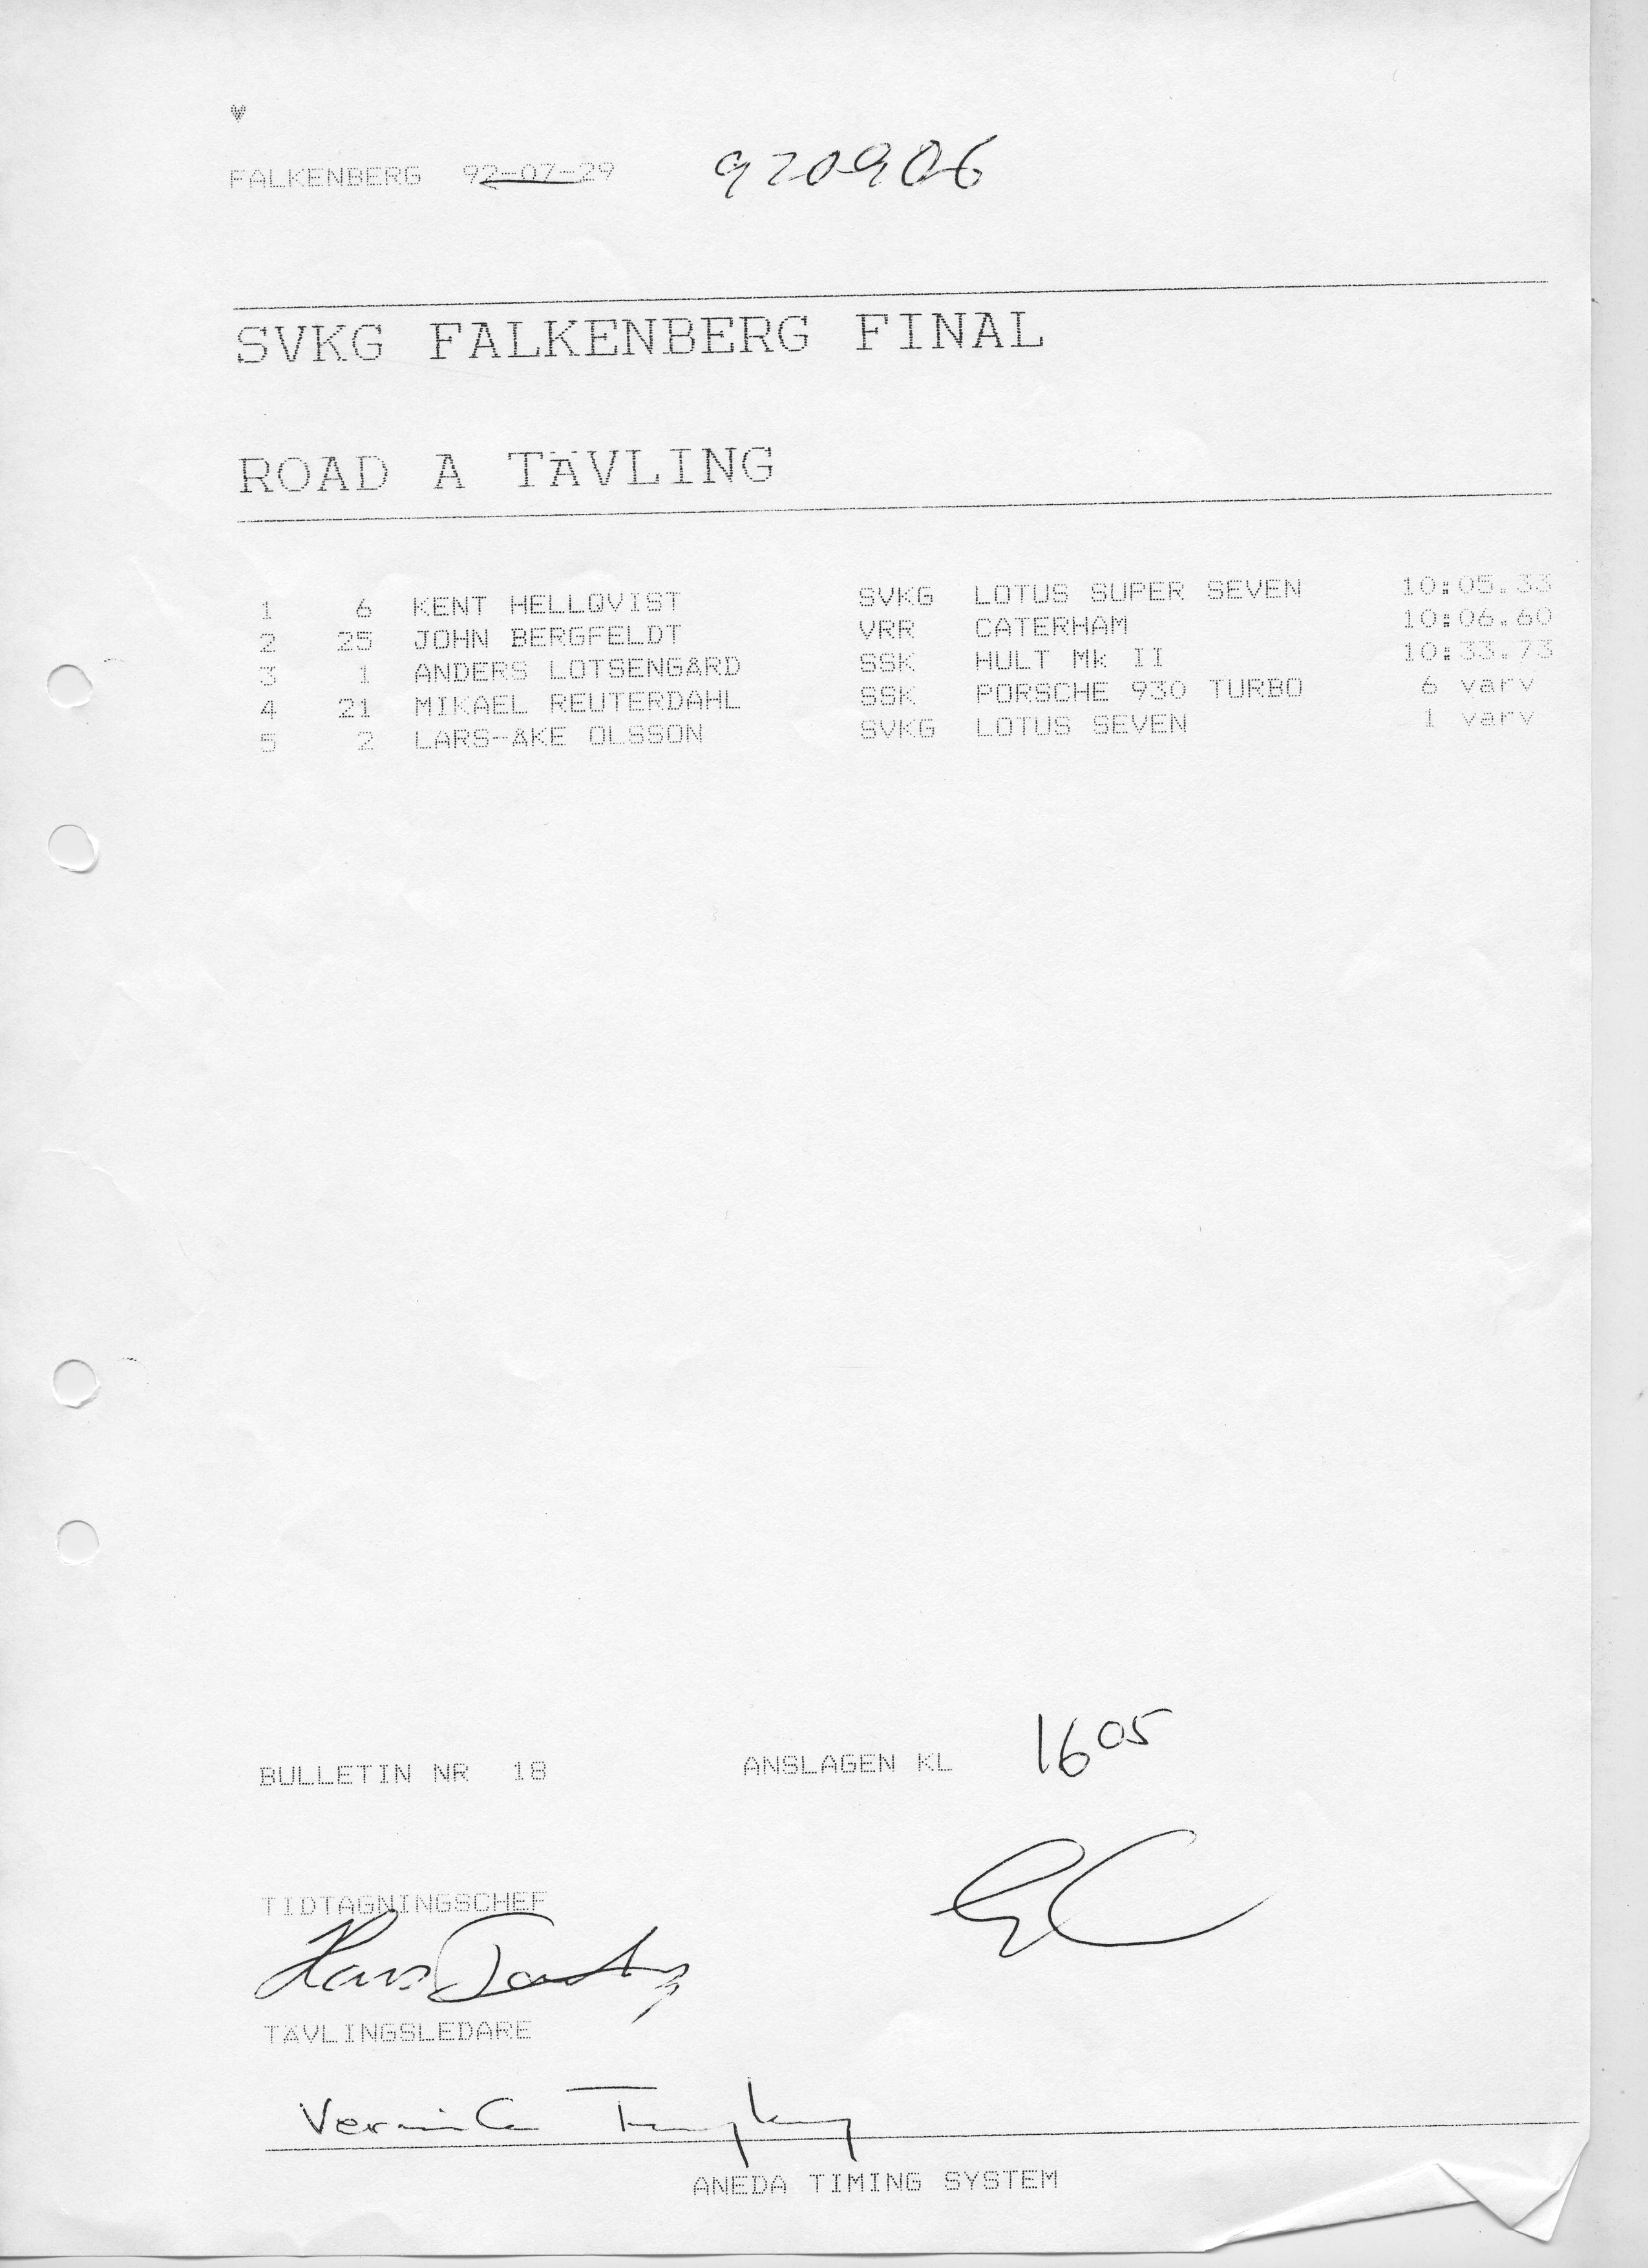 ♥
FALKENBERG 92-07-29 920906
SVKG FALKENBERG FINAL
ROAD A TÄVLING
1 6 KENT HELLQVIST SVKG LOTUS SUPER SEVEN 10:05.33
2 25 JOHN BERGFELDT VRR CATERHAM 10:06.60
3 1 ANDERS LOTSENGÅRD SSK HULT Mk II 10:33.73
4 21 MIKAEL REUTERDAHL SSK PORSCHE 930 TURBO 6 varv
5 2 LARS-ÅKE OLSSON SVKG LOTUS SEVEN 1 varv
BULLETIN NR 18 ANSLAGEN KL 1605
TIDTAGNINGSCHEF
Hans
TÄVLINGSLEDARE
ANEDA TIMING SYSTEM